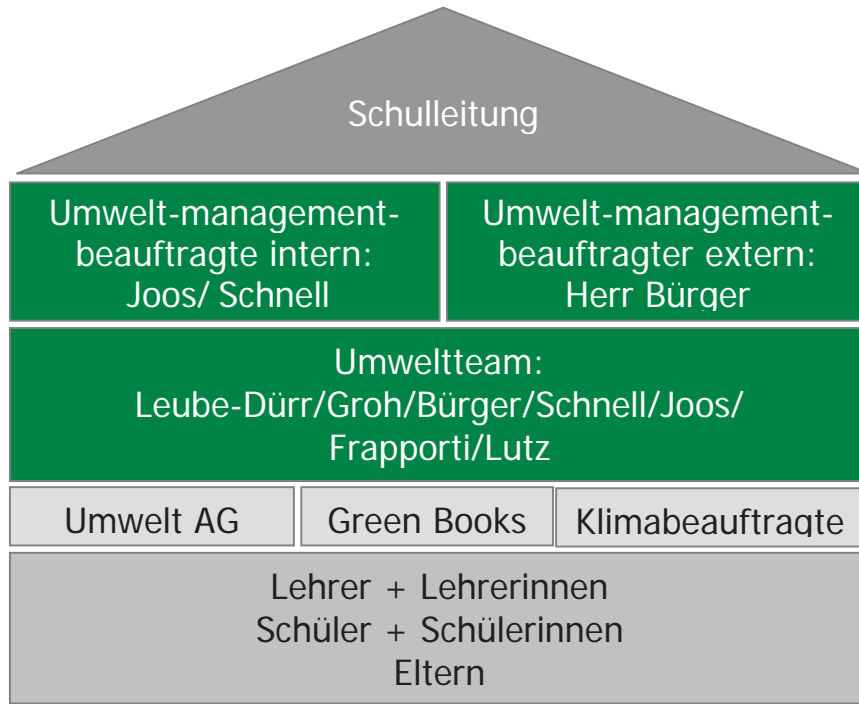 Schulleitung
Umwelt-management-
beauftragte intern:
Joos/ Schnell
Umwelt-management-
beauftragter extern:
Herr Bürger
Umweltteam:
Leube-Dürr/Groh/Bürger/Schnell/Joos/
Frapporti/Lutz
Umwelt AG
Green Books
Klimabeauftragte
Lehrer + Lehrerinnen
Schüler + Schülerinnen
Eltern